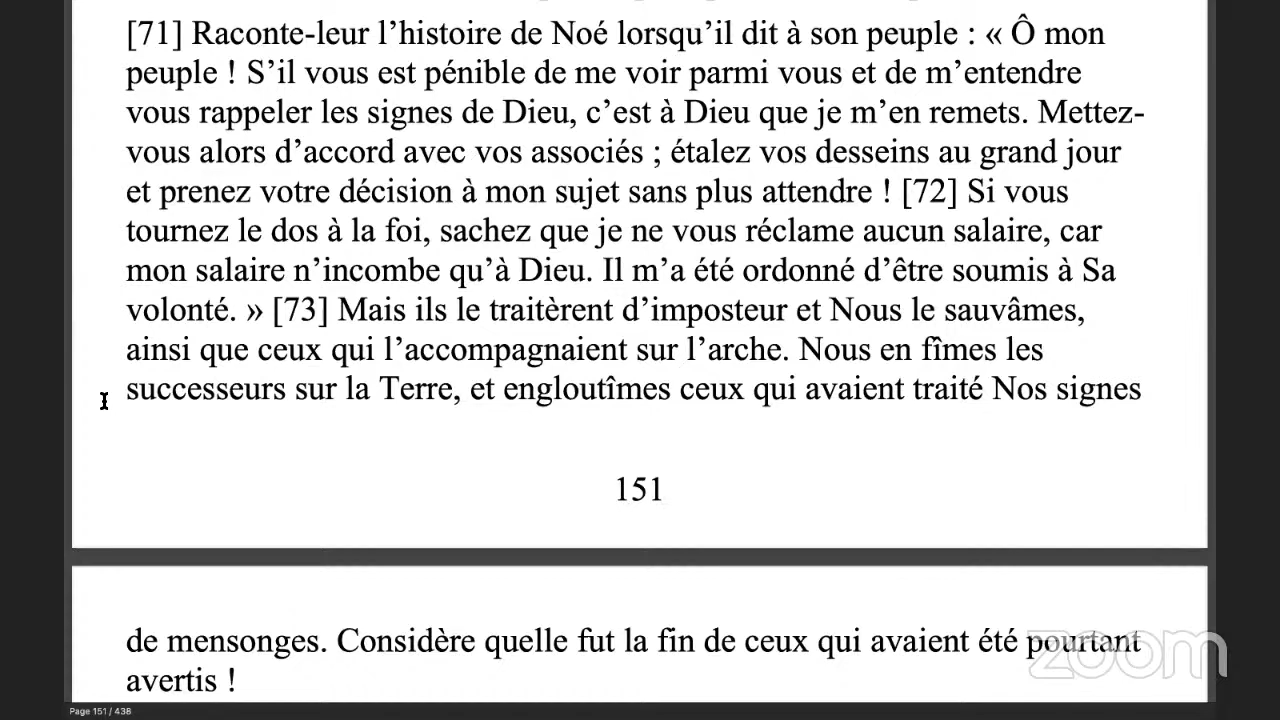 [71] Raconte-leur l’histoire de Noé lorsqu’il dit à son peuple : « Ô mon
peuple ! S’il vous est pénible de me voir parmi vous et de m’entendre
vous rappeler les signes de Dieu, c’est à Dieu que je m’en remets. Mettez-
vous alors d’accord avec vos associés ; étalez vos desseins au grand jour
et prenez votre décision à mon sujet sans plus attendre ! [72] Si vous
tournez le dos à la foi, sachez que je ne vous réclame aucun salaire, car
mon salaire n’incombe qu’à Dieu. Il m’a été ordonné d’être soumis à Sa
volonté. » [73] Mais ils le traitèrent d’imposteur et Nous le sauvâmes,
ainsi que ceux qui l’accompagnaient sur l’arche. Nous en fîmes les
successeurs sur la Terre, et engloutîmes ceux qui avaient traité Nos signes
151
de mensonges. Considère quelle fut la fin de ceux qui avaient été pourtant
avertis !
zoom
Page 151 / 438